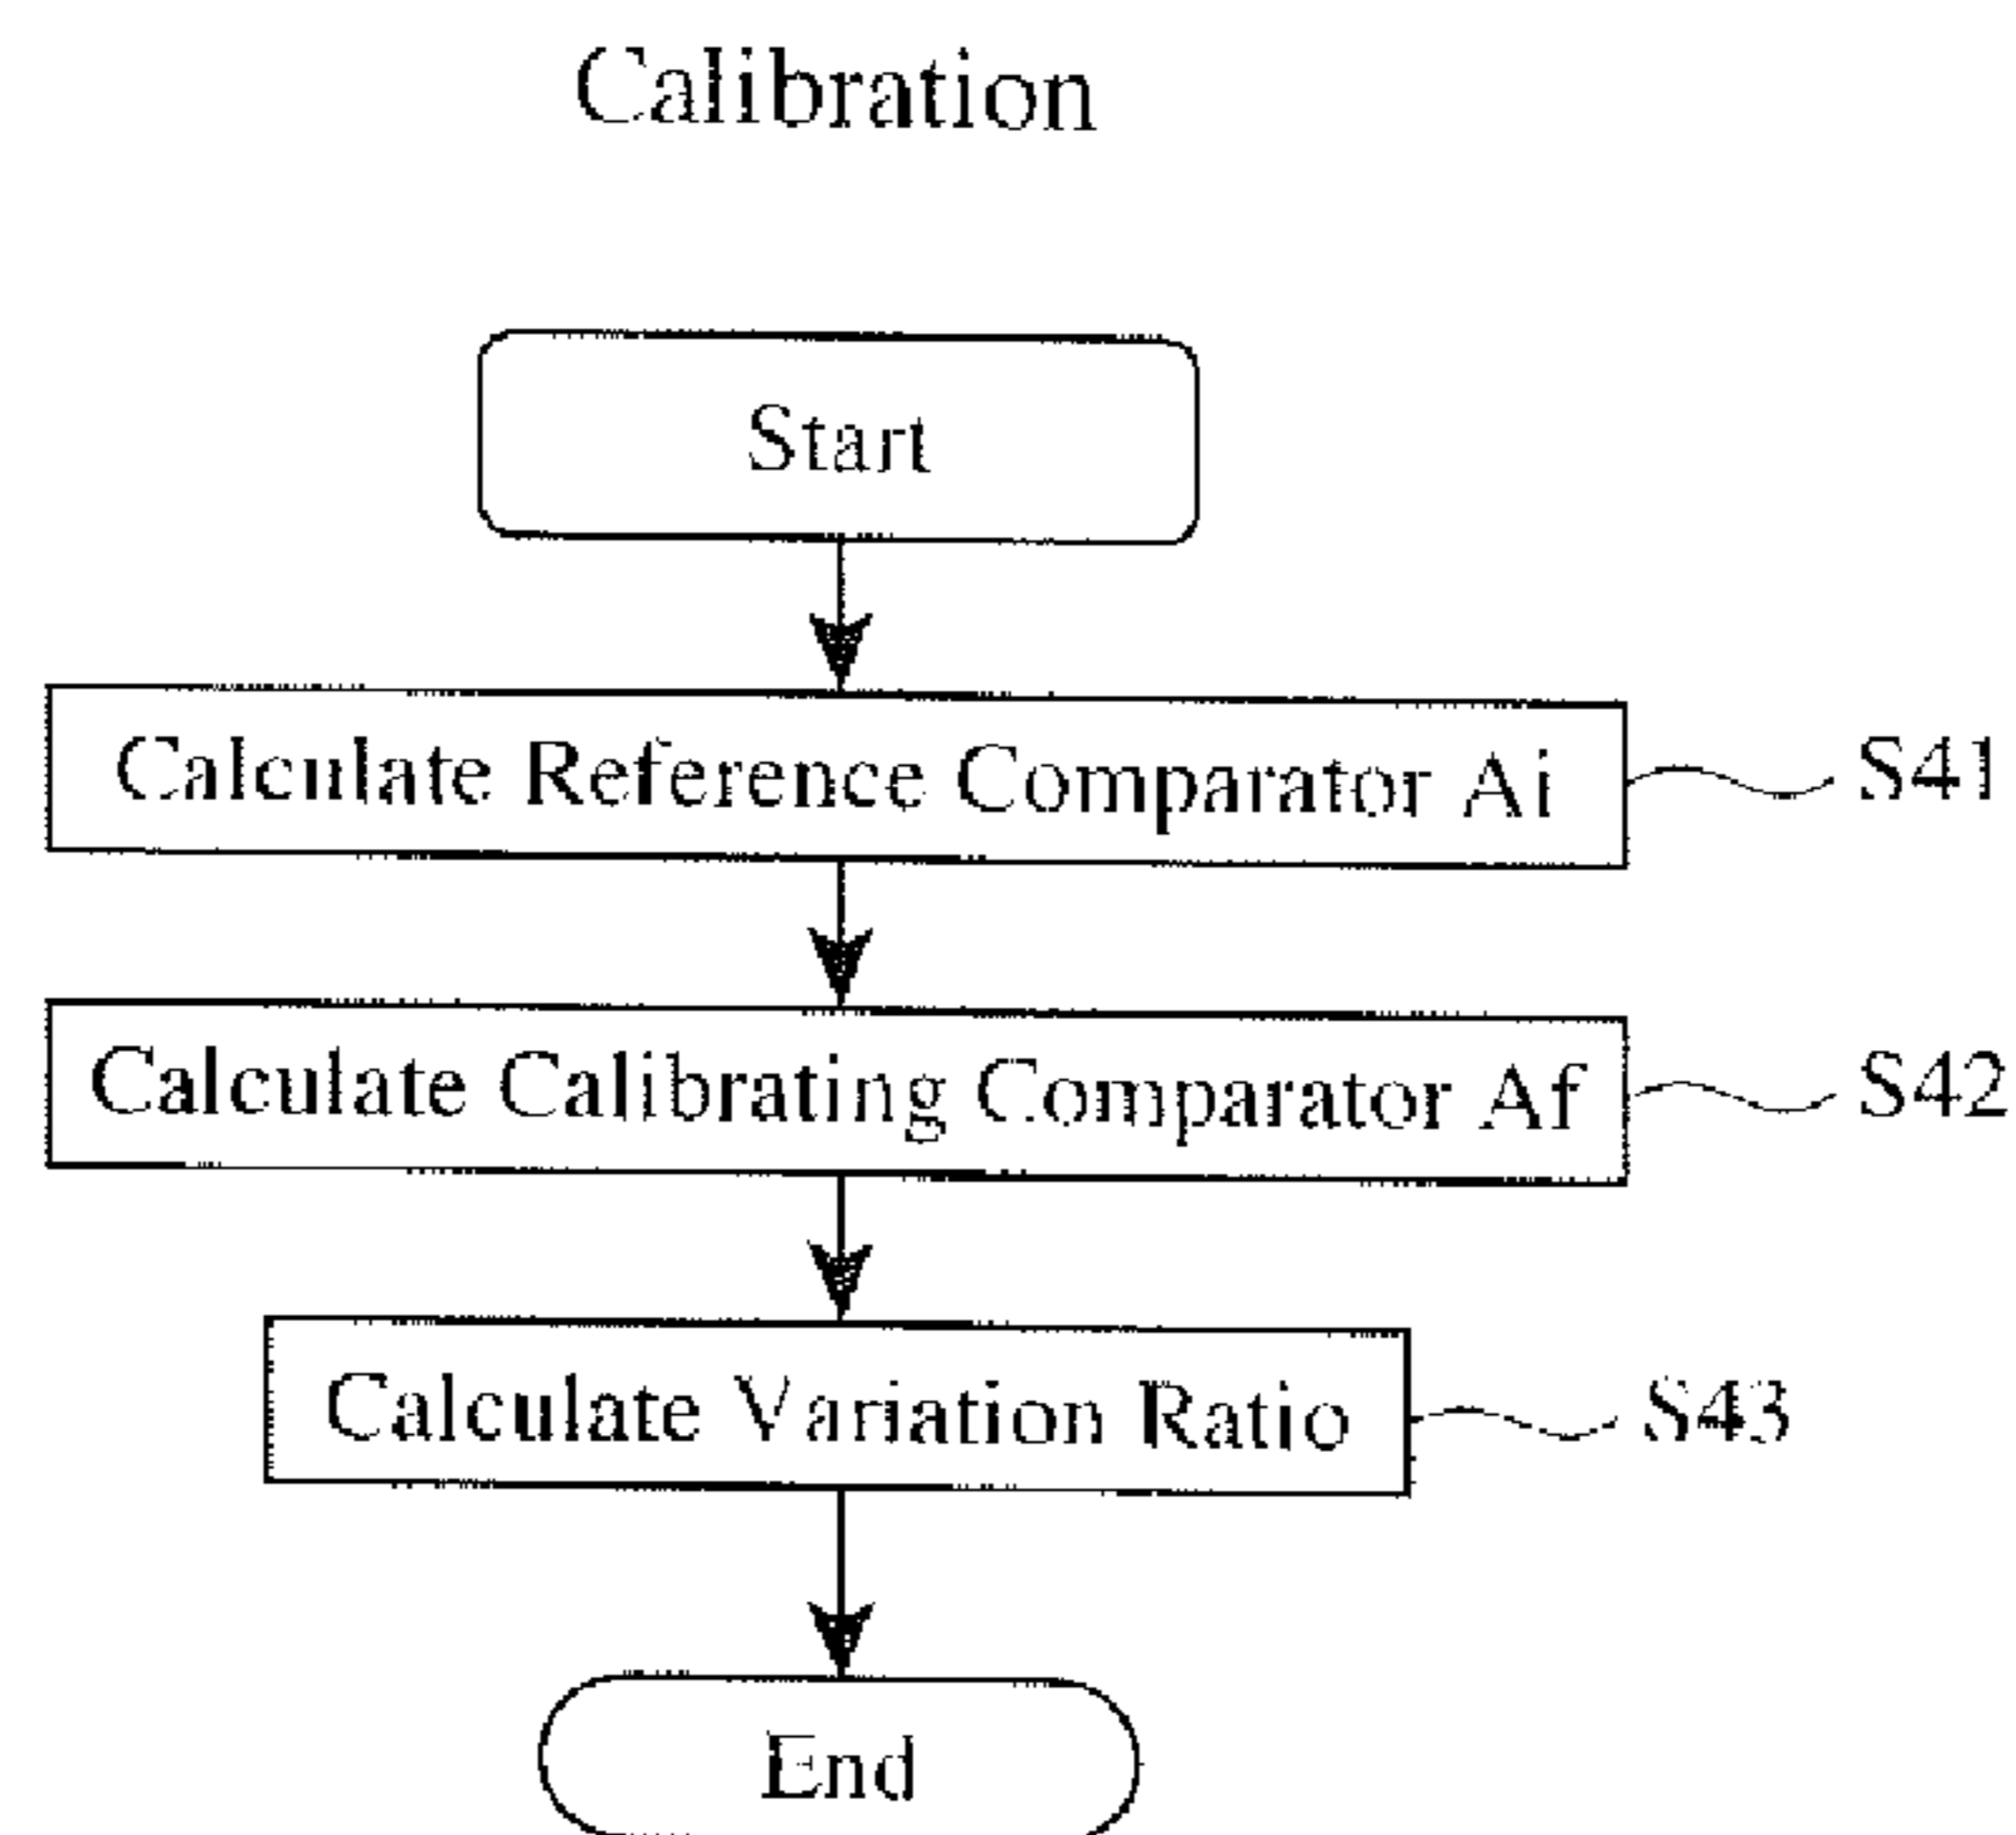 Calibration
Start
Calculate Reference Comparator Ai
S41
Calculate Calibrating Comparator Af
S42
Calculate Variation Ratio
S43
End